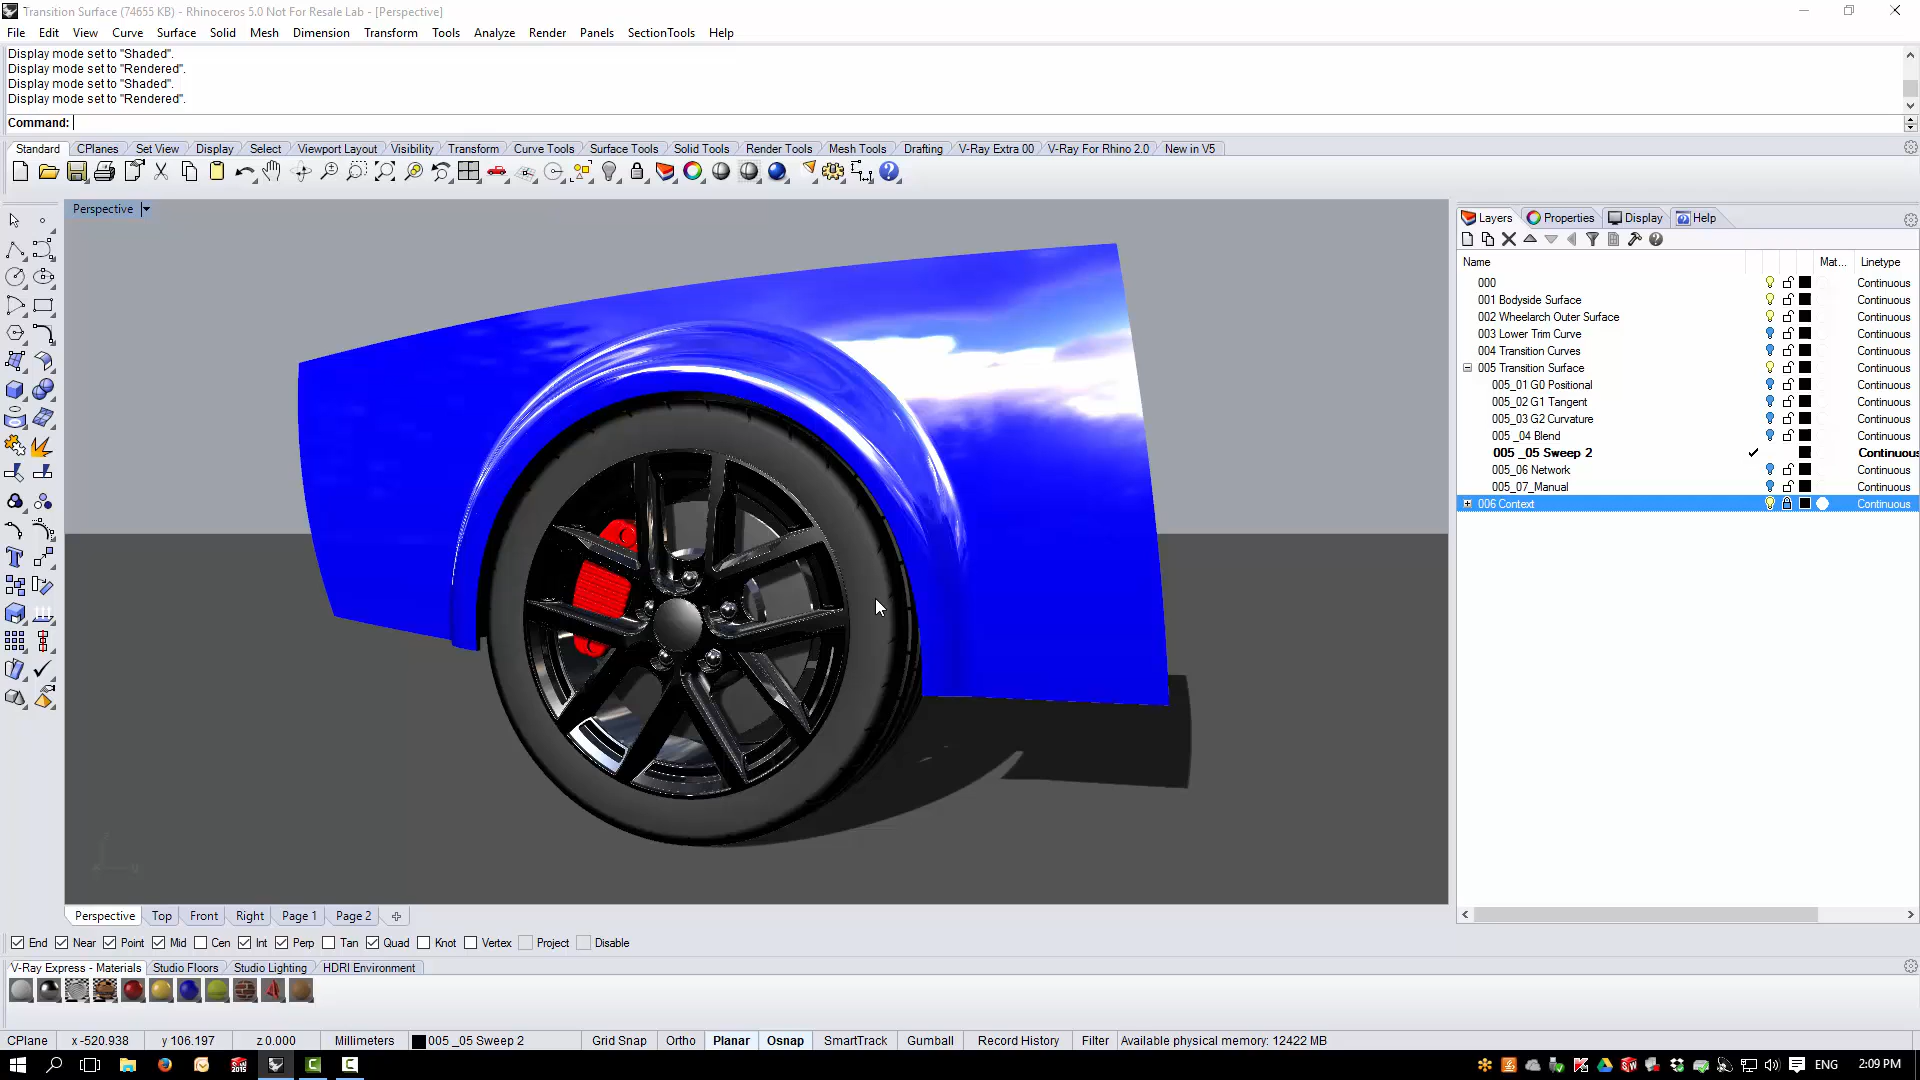 Transition Surface (74655 KB) - Rhinoceros 5.0 Not For Resale Lab - [Perspective]
File Edit View Curve Surface Solid Mesh Dimension Transform Tools Analyze Render Panels SectionTools Help
Display mode set to "Shaded".
Display mode set to "Rendered".
Display mode set to "Shaded".
Display mode set to "Rendered".
Command:
Standard CPlanes Set View Display Select Viewport Layout Visibility Transform Curve Tools Surface Tools Solid Tools Render Tools Mesh Tools Drafting V-Ray Extra 00 V-Ray For Rhino 2.0 New in V5
Perspective
Layers Properties Display Help
Name Mat... Linetype
000 Continuous
001 Bodyside Surface Continuous
002 Wheelarch Outer Surface Continuous
003 Lower Trim Curve Continuous
004 Transition Curves Continuous
005 Transition Surface Continuous
005_01 G0 Positional Continuous
005_02 G1 Tangent Continuous
005_03 G2 Curvature Continuous
005 _04 Blend Continuous
005 _05 Sweep 2 Continuous
005_06 Network Continuous
005_07_Manual Continuous
006 Context Continuous
Perspective Top Front Right Page 1 Page 2
End Near Point Mid Cen Int Perp Tan Quad Knot Vertex Project Disable
V-Ray Express - Materials Studio Floors Studio Lighting HDRI Environment
CPlane x -520.938 y 106.197 z 0.000 Millimeters 005 _05 Sweep 2 Grid Snap Ortho Planar Osnap SmartTrack Gumball Record History Filter Available physical memory: 12422 MB
ENG 2:09 PM